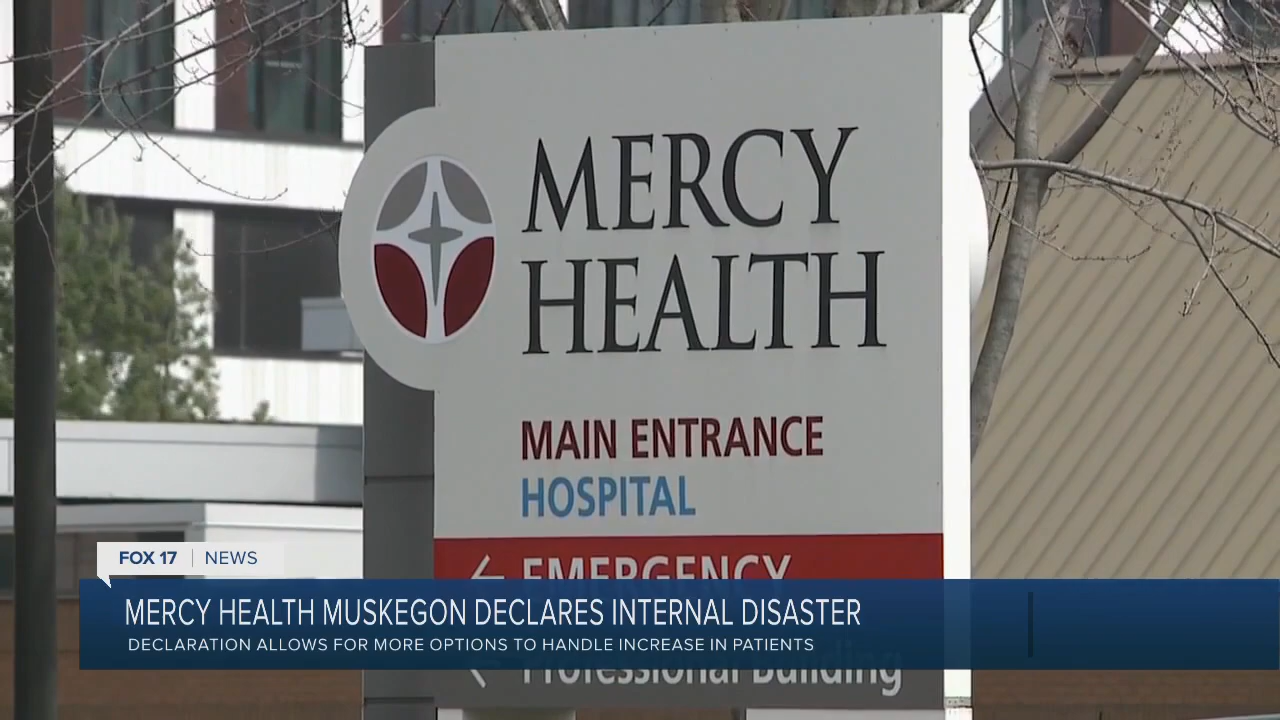 MERCY
HEALTH
MAIN ENTRANCE
HOSPITAL
← EMERGENCY
FOX 17 | NEWS
MERCY HEALTH MUSKEGON DECLARES INTERNAL DISASTER
DECLARATION ALLOWS FOR MORE OPTIONS TO HANDLE INCREASE IN PATIENTS
← Professional Building